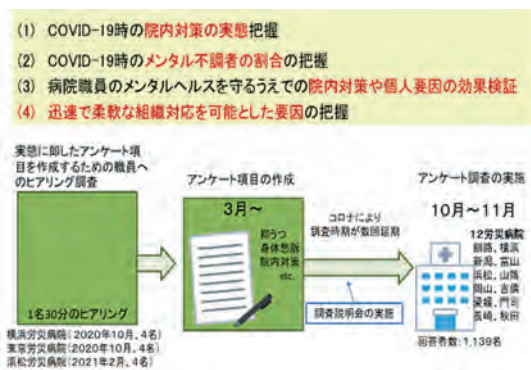 (1) COVID-19時の院内対策の実態把握
(2) COVID-19時のメンタル不調者の割合の把握
(3) 病院職員のメンタルヘルスを守るうえでの院内対策や個人要因の効果検証
(4) 迅速で柔軟な組織対応を可能とした要因の把握
実態に即したアンケート項
目を作成するための職員へ
のヒアリング調査
1名30分のヒアリング
横浜労災病院(2020年10月、4名)
東京労災病院(2020年10月、4名)
浜松労災病院(2021年2月、4名)
アンケート項目の作成
3月～
抑うつ
身体愁訴
院内対策
etc.
コロナにより
調査時期が数回延期
調査説明会の実施
アンケート調査の実施
10月～11月
12労災病院
釧路、横浜
新潟、富山
浜松、山陰
岡山、吉備
愛媛、門司
長崎、秋田
回答者数: 1,139名